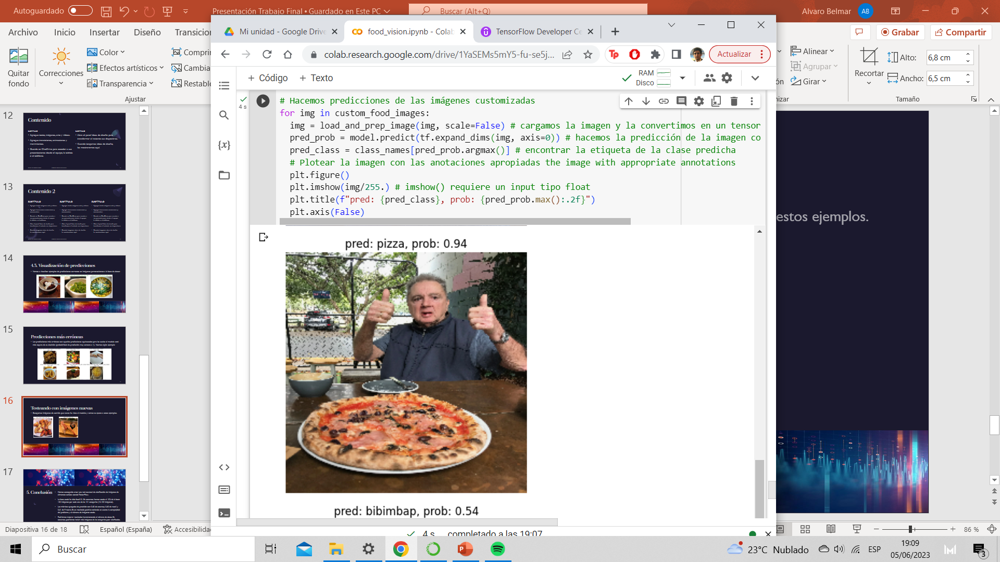 Autoguardado
Presentación Trabajo Final • Guardado en Este PC
Buscar (Alt+Q)
Alvaro Belmar
AB
Archivo
Inicio
Insertar
Diseño
Grabar
Compartir
Quitar fondo
Correcciones
Color
Efectos artísticos
Transparencia
Ajustar
Alinear
Agrupar
Girar
Recortar
Alto:
6,8 cm
Ancho:
6,5 cm
Tamaño
Mi unidad - Google Drive
food_vision.ipynb - Colab
TensorFlow Developer Ce
colab.research.google.com/drive/1YaSEMs5mY5-fu-se5j...
Actualizar
+ Código
+ Texto
RAM
Disco
4 s
# Hacemos predicciones de las imágenes customizadas
for img in custom_food_images:
img = load_and_prep_image(img, scale=False) # cargamos la imagen y la convertimos en un tensor
pred_prob = model.predict(tf.expand_dims(img, axis=0)) # hacemos la predicción de la imagen co
pred_class = class_names[pred_prob.argmax()] # encontrar la etiqueta de la clase predicha
# Plotear la imagen con las anotaciones apropiadas the image with appropriate annotations
plt.figure()
plt.imshow(img/255.) # imshow() requiere un input tipo float
plt.title(f"pred: {pred_class}, prob: {pred_prob.max():.2f}")
plt.axis(False)
pred: pizza, prob: 0.94
pred: bibimbap, prob: 0.54
4 s
completado a las 19:07
estos ejemplos.
12
Contenido
13
Contenido 2
14
4.3. Visualización de predicciones
15
Predicciones más erróneas
16
Testeando con imágenes nuevas
17
5. Conclusión
Diapositiva 16 de 18
Español (España)
86 %
Buscar
23°C Nublado
ESP
19:09
05/06/2023
3